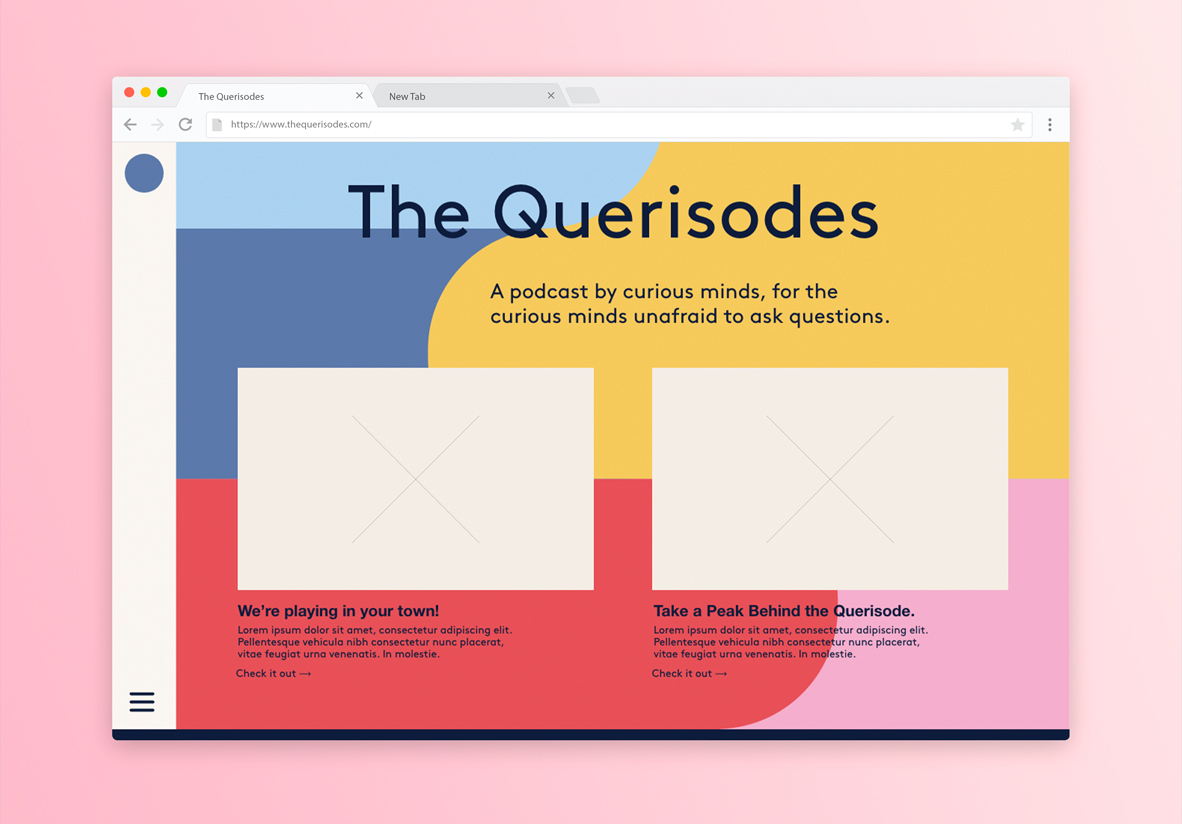 The Querisodes
New Tab
https://www.thequerisodes.com/
The Querisodes
A podcast by curious minds, for the
curious minds unafraid to ask questions.
We're playing in your town!
Lorem ipsum dolor sit amet, consectetur adipiscing elit.
Pellentesque vehicula nibh consectetur nunc placerat,
vitae feugiat urna venenatis. In molestie.
Check it out →
Take a Peak Behind the Querisode.
Lorem ipsum dolor sit amet, consectetur adipiscing elit.
Pellentesque vehicula nibh consectetur nunc placerat,
vitae feugiat urna venenatis. In molestie.
Check it out →